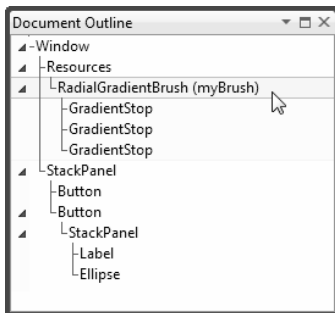 Document Outline
Window
Resources
RadialGradientBrush (myBrush)
GradientStop
GradientStop
GradientStop
StackPanel
Button
Button
StackPanel
Label
Ellipse